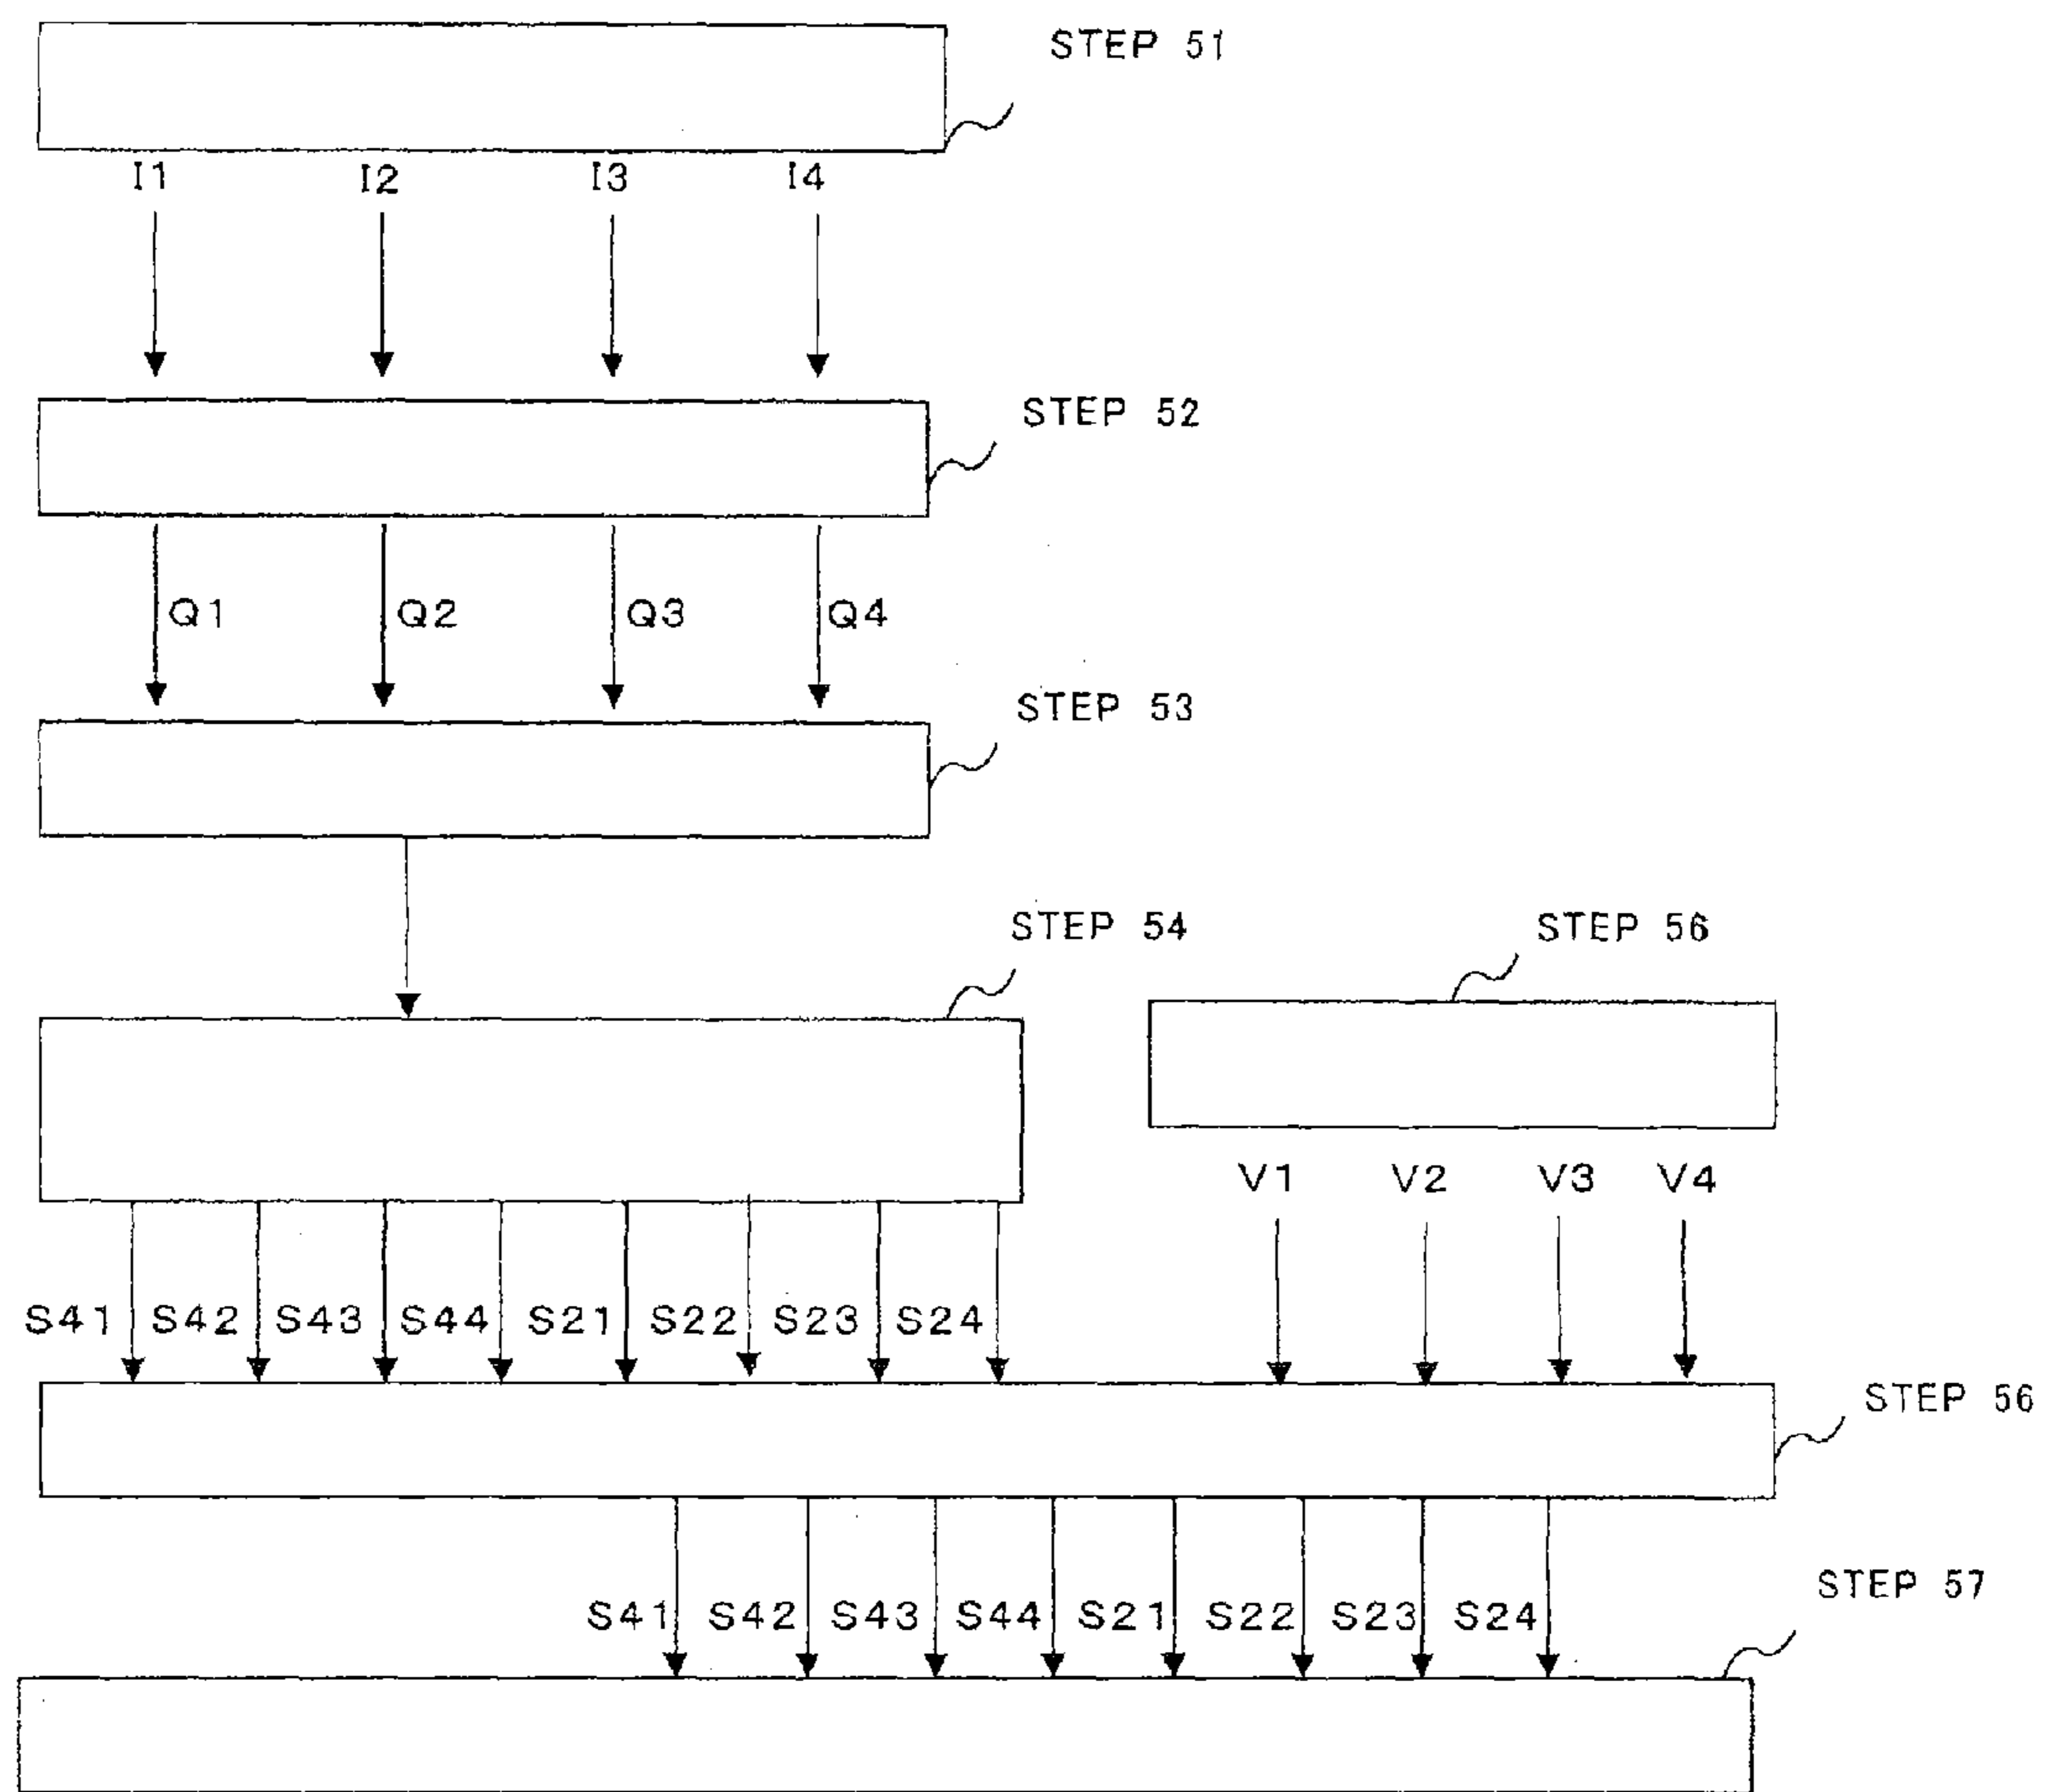 STEP 51
I1 I2 I3 I4
STEP 52
Q1 Q2 Q3 Q4
STEP 53
STEP 54 STEP 56
V1 V2 V3 V4
S41 S42 S43 S44 S21 S22 S23 S24
STEP 56
STEP 57
S41 S42 S43 S44 S21 S22 S23 S24